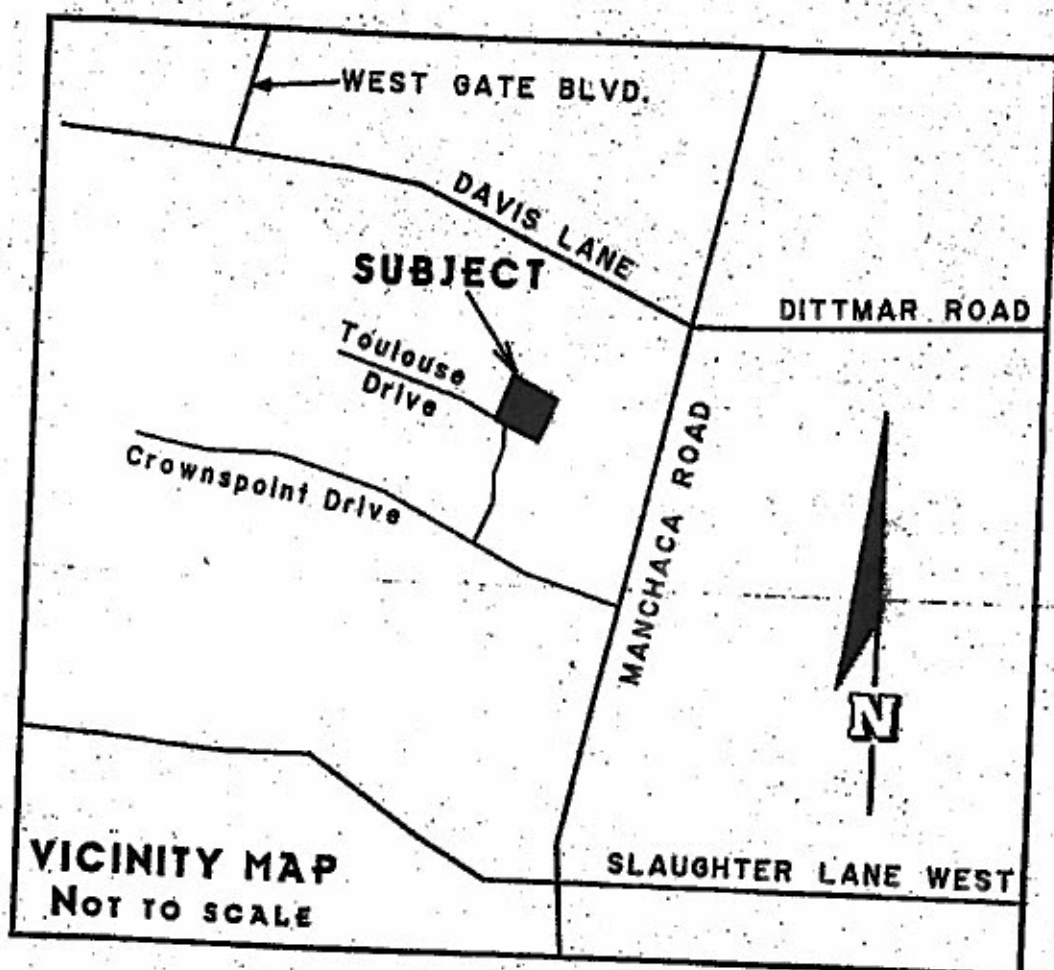 WEST GATE BLVD.
DAVIS LANE
SUBJECT
DITTMAR ROAD
Toulouse
Drive
Crownspoint Drive
MANCHACA ROAD
N
VICINITY MAP
NOT TO SCALE
SLAUGHTER LANE WEST